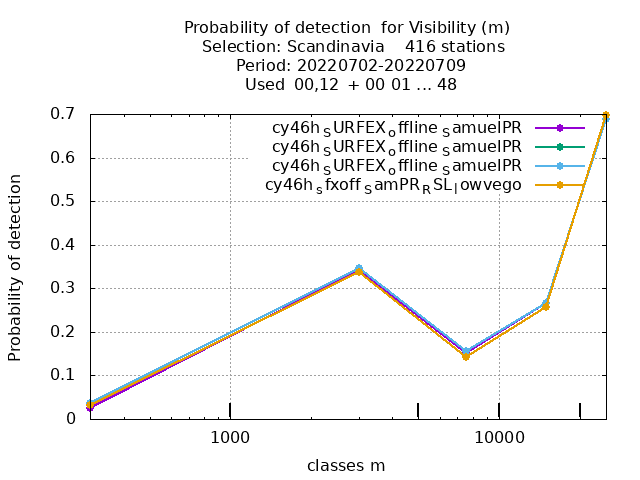 Probability of detection  for Visibility (m)
Selection: Scandinavia    416 stations
Period: 20220702-20220709
Used  00,12  + 00 01 ... 48
0.7
0.6
0.5
0.4
0.3
0.2
0.1
0
Probability of detection
cy46h_SURFEX_offline_SamuelPR
cy46h_SURFEX_offline_SamuelPR
cy46h_SURFEX_offline_SamuelPR
cy46h_sfxoff_SamPR_RSL_lowvego
1000
10000
classes m